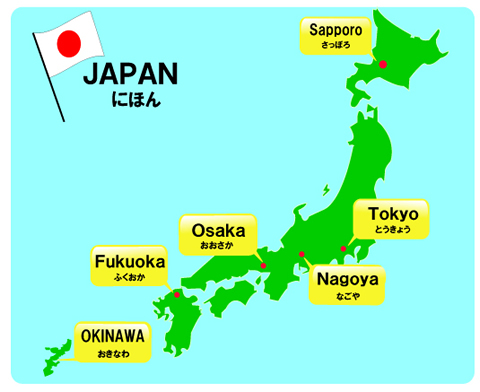 JAPAN
にほん
Sapporo
さっぽろ
Tokyo
とうきょう
Osaka
おおさか
Nagoya
なごや
Fukuoka
ふくおか
OKINAWA
おきなわ